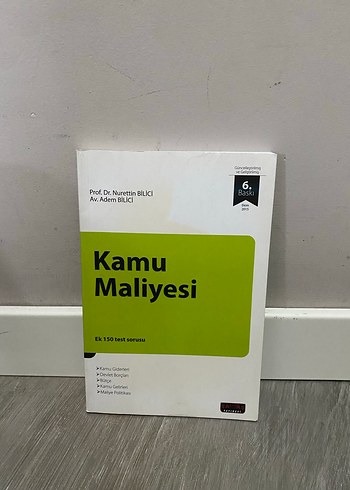 Güncelleştirilmiş
ve Geliştirilmiş
6.
Baskı
Prof. Dr. Nurettin BİLİCİ
Av. Adem BİLİCİ
Kamu
Maliyesi
Ek 150 test sorusu
➤Kamu Giderleri
➤Devlet Borçları
➤Bütçe
➤Kamu Gelirleri
➤Maliye Politikası